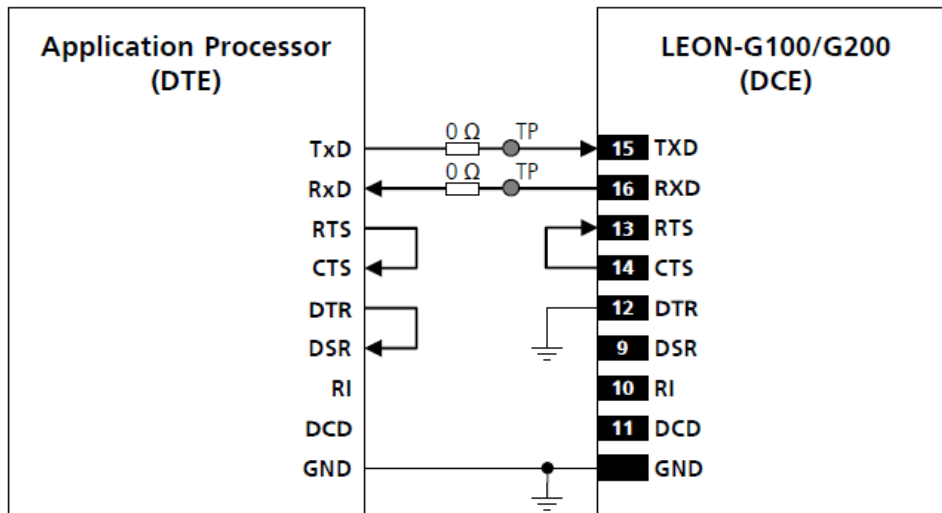 Application Processor
(DTE)
LEON-G100/G200
(DCE)
0 Ω TP
TxD 15 TXD
0 Ω TP
RxD 16 RXD
RTS 13 RTS
CTS 14 CTS
DTR 12 DTR
DSR 9 DSR
RI 10 RI
DCD 11 DCD
GND GND